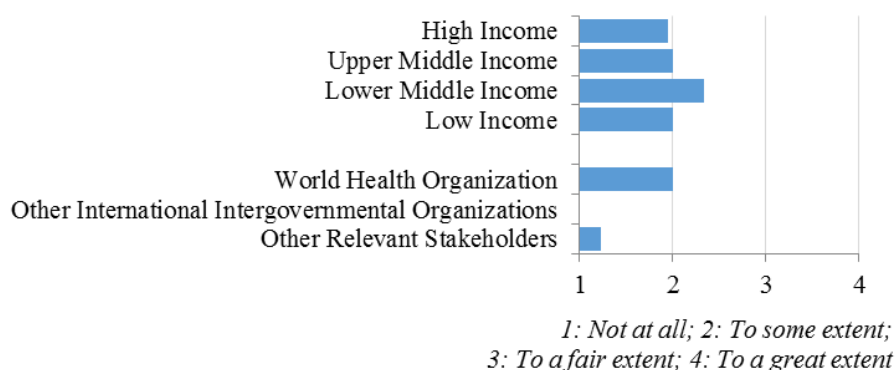 High Income
Upper Middle Income
Lower Middle Income
Low Income
World Health Organization
Other International Intergovernmental Organizations
Other Relevant Stakeholders
1 2 3 4
1: Not at all; 2: To some extent;
3: To a fair extent; 4: To a great extent